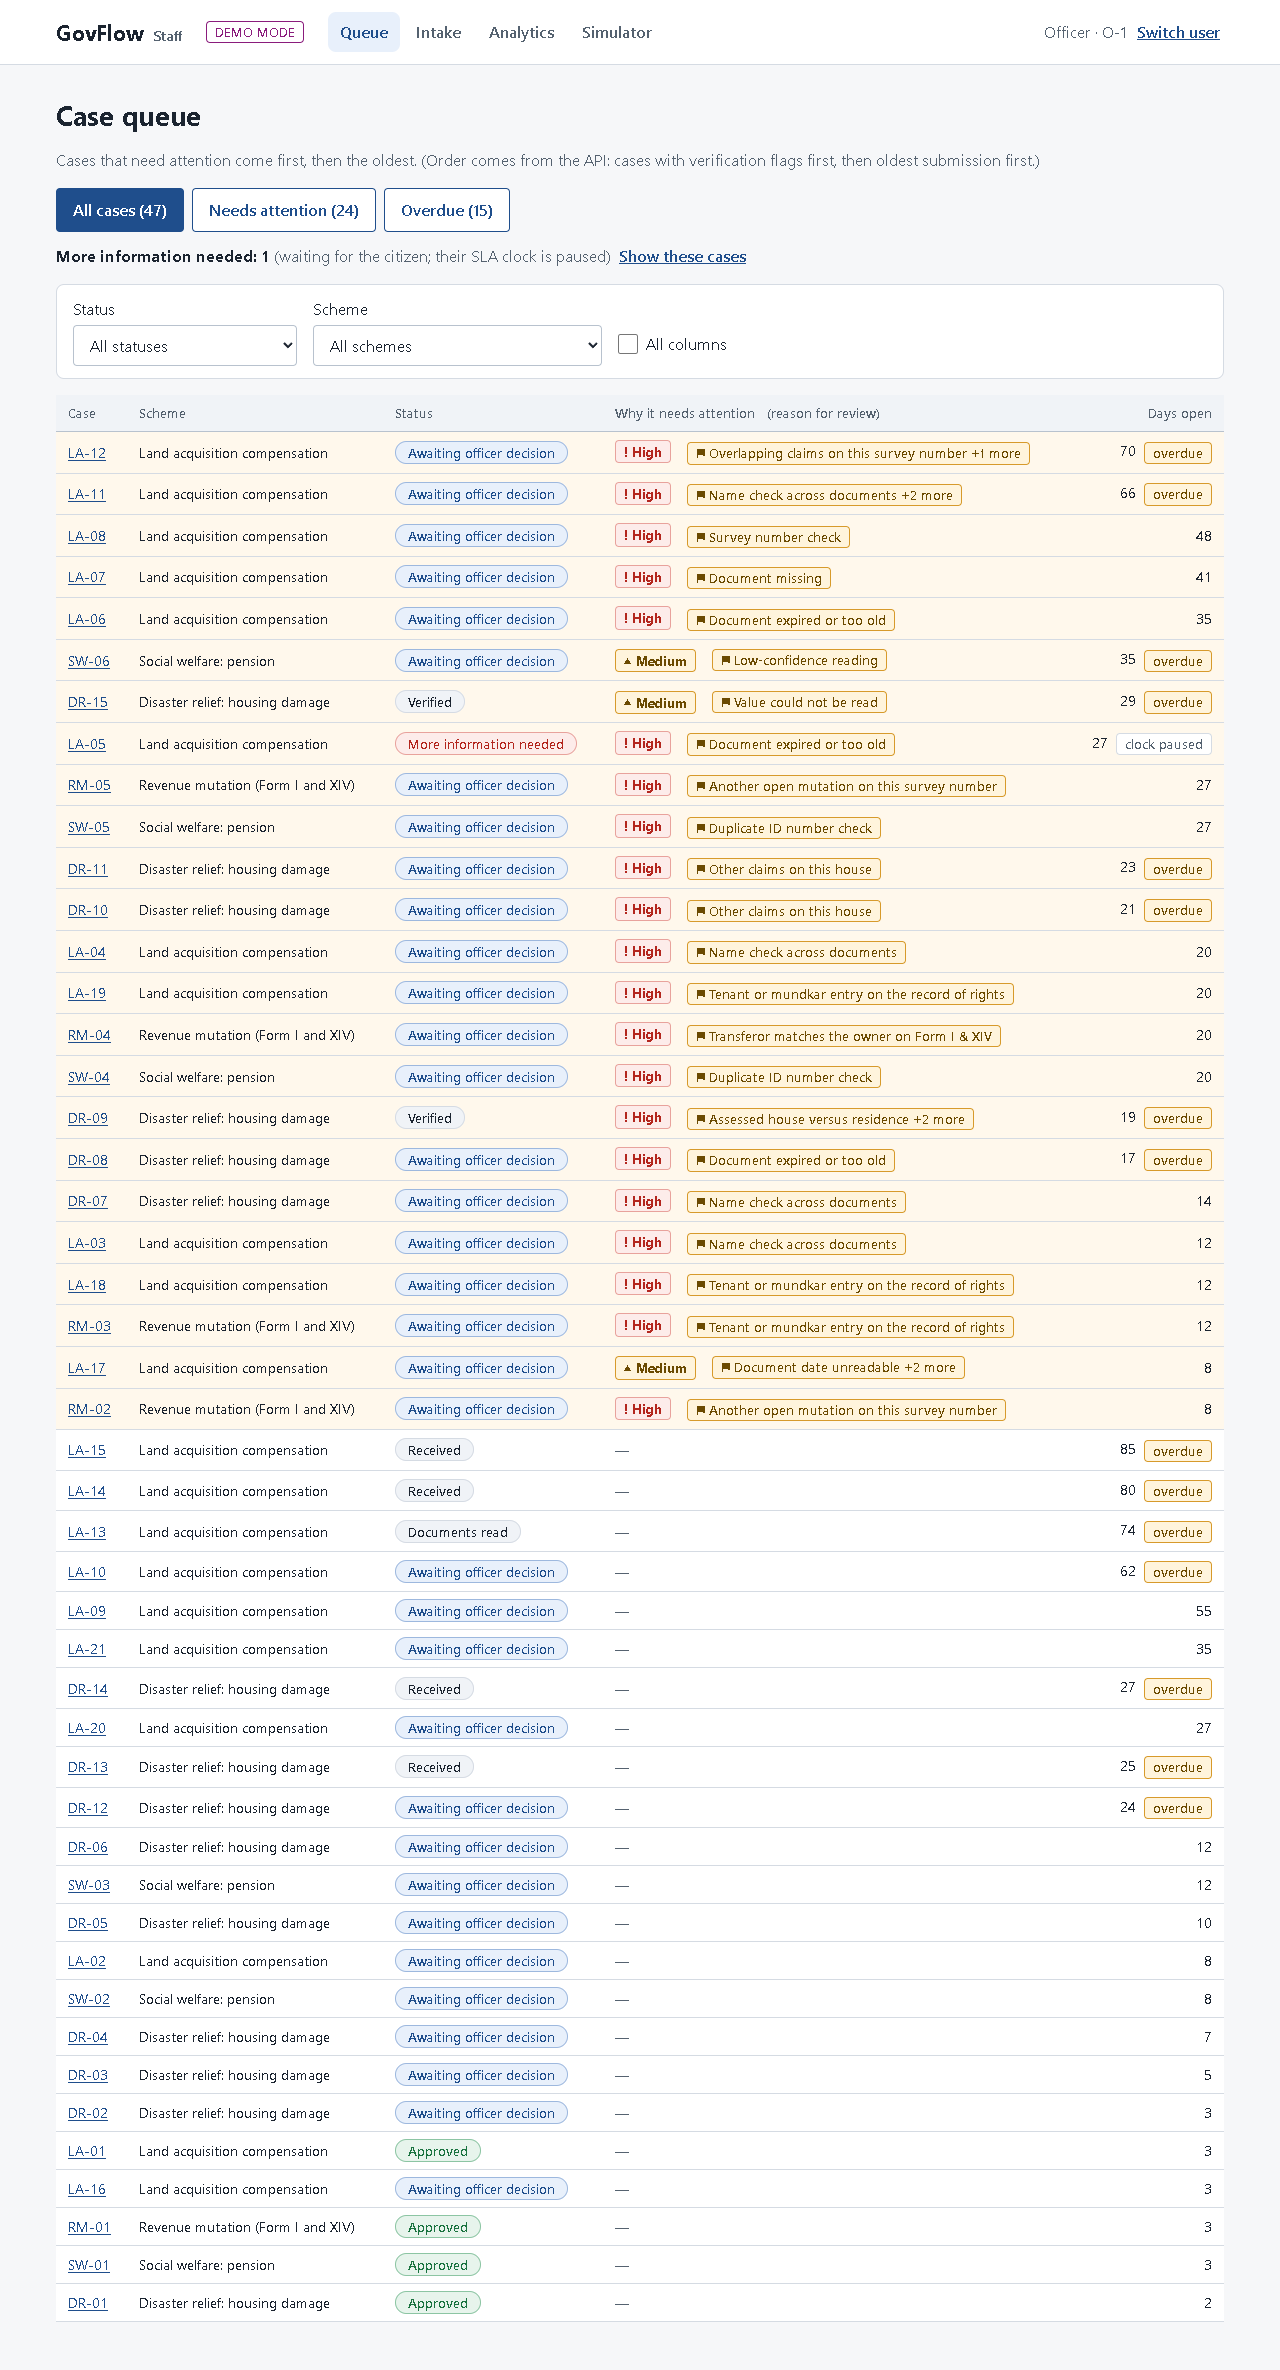 GovFlow Staff DEMO MODE Queue Intake Analytics Simulator Officer · O-1 Switch user
Case queue
Cases that need attention come first, then the oldest. (Order comes from the API: cases with verification flags first, then oldest submission first.)
All cases (47) Needs attention (24) Overdue (15)
More information needed: 1 (waiting for the citizen; their SLA clock is paused) Show these cases
Status Scheme
All statuses All schemes All columns
Case Scheme Status Why it needs attention (reason for review) Days open
LA-12 Land acquisition compensation Awaiting officer decision ! High Overlapping claims on this survey number +1 more 70 overdue
LA-11 Land acquisition compensation Awaiting officer decision ! High Name check across documents +2 more 66 overdue
LA-08 Land acquisition compensation Awaiting officer decision ! High Survey number check 48
LA-07 Land acquisition compensation Awaiting officer decision ! High Document missing 41
LA-06 Land acquisition compensation Awaiting officer decision ! High Document expired or too old 35
SW-06 Social welfare: pension Awaiting officer decision ▲ Medium Low-confidence reading 35 overdue
DR-15 Disaster relief: housing damage Verified ▲ Medium Value could not be read 29 overdue
LA-05 Land acquisition compensation More information needed ! High Document expired or too old 27 clock paused
RM-05 Revenue mutation (Form I and XIV) Awaiting officer decision ! High Another open mutation on this survey number 27
SW-05 Social welfare: pension Awaiting officer decision ! High Duplicate ID number check 27
DR-11 Disaster relief: housing damage Awaiting officer decision ! High Other claims on this house 23 overdue
DR-10 Disaster relief: housing damage Awaiting officer decision ! High Other claims on this house 21 overdue
LA-04 Land acquisition compensation Awaiting officer decision ! High Name check across documents 20
LA-19 Land acquisition compensation Awaiting officer decision ! High Tenant or mundkar entry on the record of rights 20
RM-04 Revenue mutation (Form I and XIV) Awaiting officer decision ! High Transferor matches the owner on Form I & XIV 20
SW-04 Social welfare: pension Awaiting officer decision ! High Duplicate ID number check 20
DR-09 Disaster relief: housing damage Verified ! High Assessed house versus residence +2 more 19 overdue
DR-08 Disaster relief: housing damage Awaiting officer decision ! High Document expired or too old 17 overdue
DR-07 Disaster relief: housing damage Awaiting officer decision ! High Name check across documents 14
LA-03 Land acquisition compensation Awaiting officer decision ! High Name check across documents 12
LA-18 Land acquisition compensation Awaiting officer decision ! High Tenant or mundkar entry on the record of rights 12
RM-03 Revenue mutation (Form I and XIV) Awaiting officer decision ! High Tenant or mundkar entry on the record of rights 12
LA-17 Land acquisition compensation Awaiting officer decision ▲ Medium Document date unreadable +2 more 8
RM-02 Revenue mutation (Form I and XIV) Awaiting officer decision ! High Another open mutation on this survey number 8
LA-15 Land acquisition compensation Received — 85 overdue
LA-14 Land acquisition compensation Received — 80 overdue
LA-13 Land acquisition compensation Documents read — 74 overdue
LA-10 Land acquisition compensation Awaiting officer decision — 62 overdue
LA-09 Land acquisition compensation Awaiting officer decision — 55
LA-21 Land acquisition compensation Awaiting officer decision — 35
DR-14 Disaster relief: housing damage Received — 27 overdue
LA-20 Land acquisition compensation Awaiting officer decision — 27
DR-13 Disaster relief: housing damage Received — 25 overdue
DR-12 Disaster relief: housing damage Awaiting officer decision — 24 overdue
DR-06 Disaster relief: housing damage Awaiting officer decision — 12
SW-03 Social welfare: pension Awaiting officer decision — 12
DR-05 Disaster relief: housing damage Awaiting officer decision — 10
LA-02 Land acquisition compensation Awaiting officer decision — 8
SW-02 Social welfare: pension Awaiting officer decision — 8
DR-04 Disaster relief: housing damage Awaiting officer decision — 7
DR-03 Disaster relief: housing damage Awaiting officer decision — 5
DR-02 Disaster relief: housing damage Awaiting officer decision — 3
LA-01 Land acquisition compensation Approved — 3
LA-16 Land acquisition compensation Awaiting officer decision — 3
RM-01 Revenue mutation (Form I and XIV) Approved — 3
SW-01 Social welfare: pension Approved — 3
DR-01 Disaster relief: housing damage Approved — 2